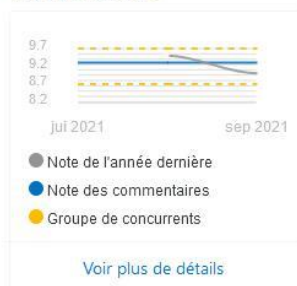 9.7
9.2
8.7
8.2
jui 2021 sep 2021
Note de l'année dernière
Note des commentaires
Groupe de concurrents
Voir plus de détails